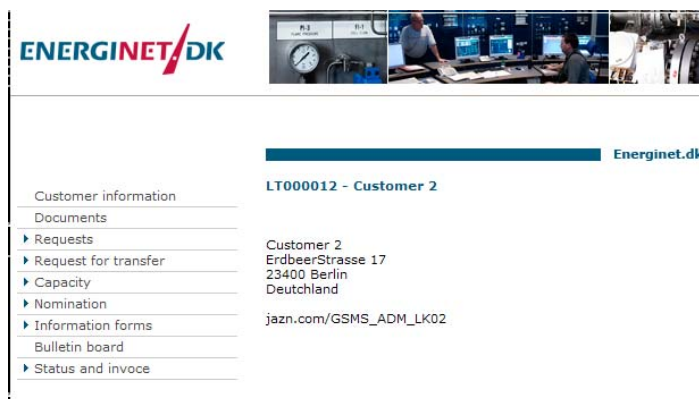 ENERGINET/DK
Energinet.dk
LT000012 - Customer 2
Customer information
Documents
Requests
Request for transfer
Capacity
Nomination
Information forms
Bulletin board
Status and invoce
Customer 2
ErdbeerStrasse 17
23400 Berlin
Deutchland
jazn.com/GSMS_ADM_LK02